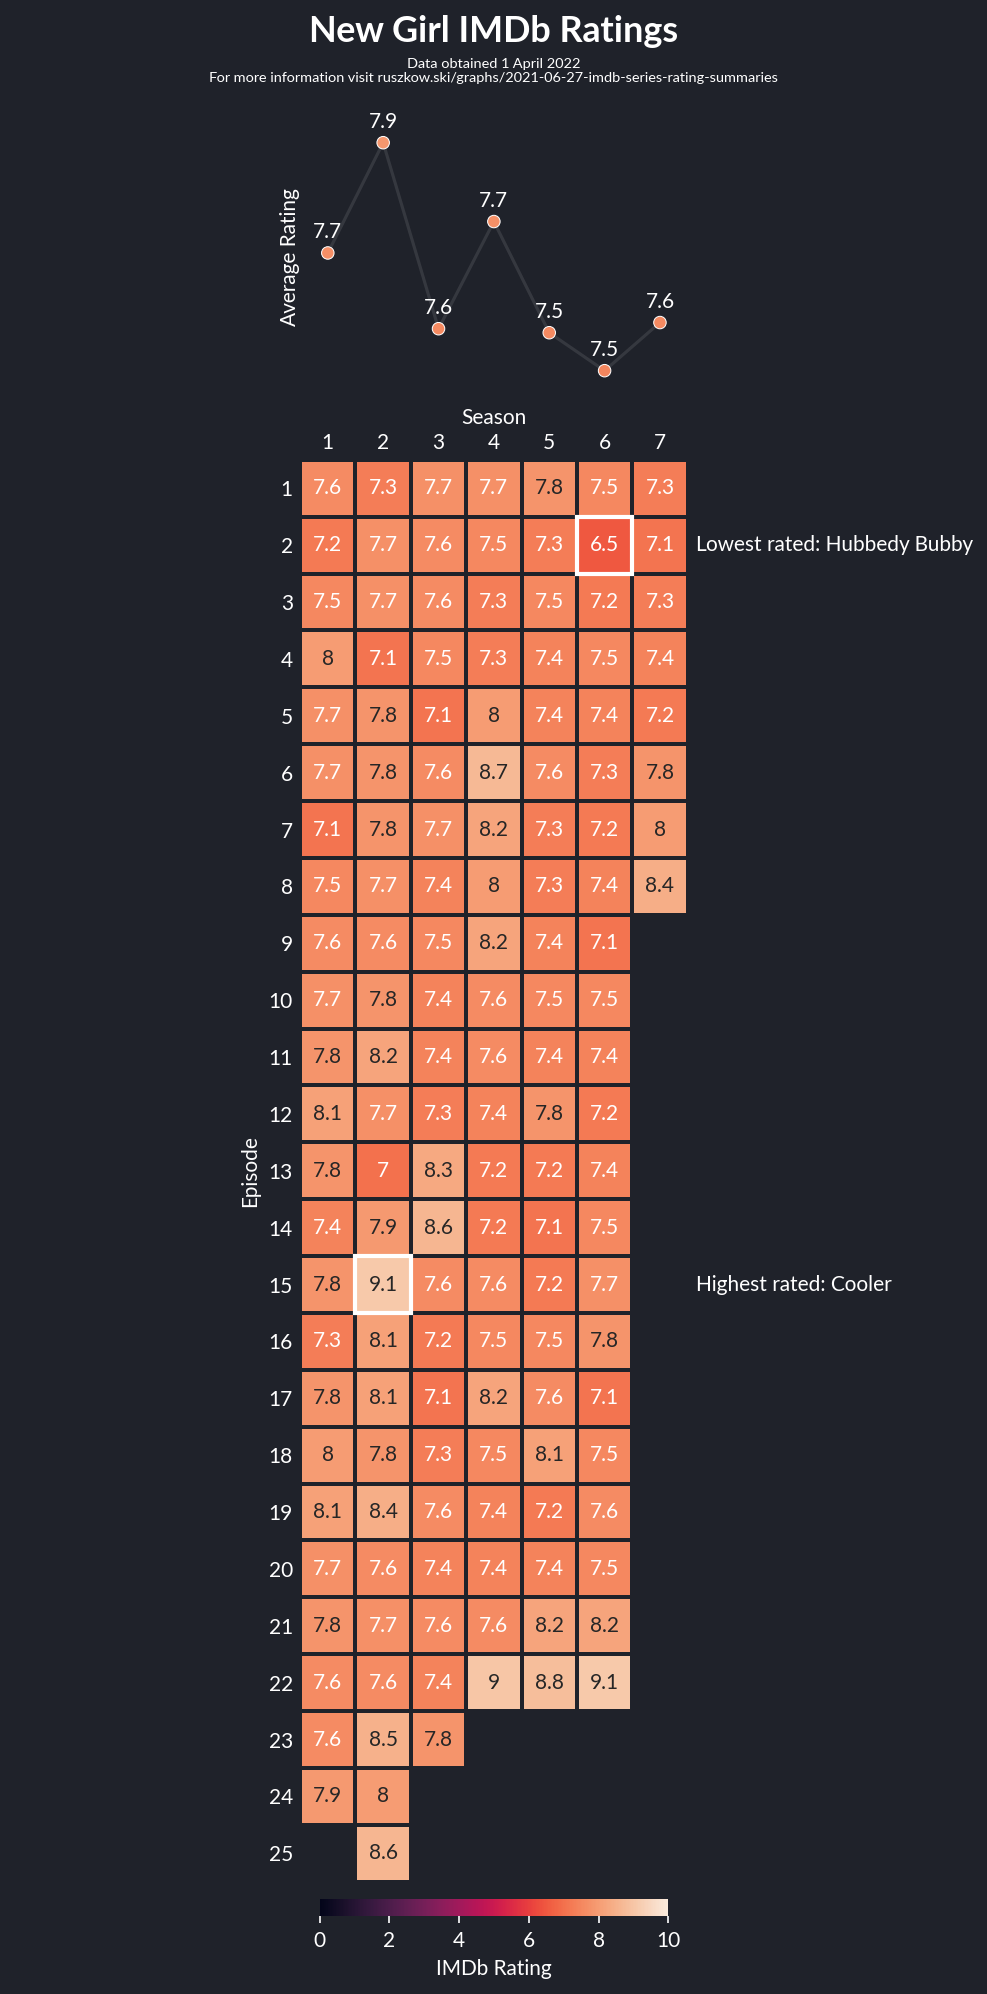 New Girl IMDb Ratings
Data obtained 1 April 2022
For more information visit ruszkow.ski/graphs/2021-06-27-imdb-series-rating-summaries
Average Rating
7.7 7.9 7.6 7.7 7.5 7.5 7.6
Season
1 2 3 4 5 6 7
Episode
1 7.6 7.3 7.7 7.7 7.8 7.5 7.3
2 7.2 7.7 7.6 7.5 7.3 6.5 7.1 Lowest rated: Hubbedy Bubby
3 7.5 7.7 7.6 7.3 7.5 7.2 7.3
4 8 7.1 7.5 7.3 7.4 7.5 7.4
5 7.7 7.8 7.1 8 7.4 7.4 7.2
6 7.7 7.8 7.6 8.7 7.6 7.3 7.8
7 7.1 7.8 7.7 8.2 7.3 7.2 8
8 7.5 7.7 7.4 8 7.3 7.4 8.4
9 7.6 7.6 7.5 8.2 7.4 7.1
10 7.7 7.8 7.4 7.6 7.5 7.5
11 7.8 8.2 7.4 7.6 7.4 7.4
12 8.1 7.7 7.3 7.4 7.8 7.2
13 7.8 7 8.3 7.2 7.2 7.4
14 7.4 7.9 8.6 7.2 7.1 7.5
15 7.8 9.1 7.6 7.6 7.2 7.7 Highest rated: Cooler
16 7.3 8.1 7.2 7.5 7.5 7.8
17 7.8 8.1 7.1 8.2 7.6 7.1
18 8 7.8 7.3 7.5 8.1 7.5
19 8.1 8.4 7.6 7.4 7.2 7.6
20 7.7 7.6 7.4 7.4 7.4 7.5
21 7.8 7.7 7.6 7.6 8.2 8.2
22 7.6 7.6 7.4 9 8.8 9.1
23 7.6 8.5 7.8
24 7.9 8
25 8.6
0 2 4 6 8 10
IMDb Rating